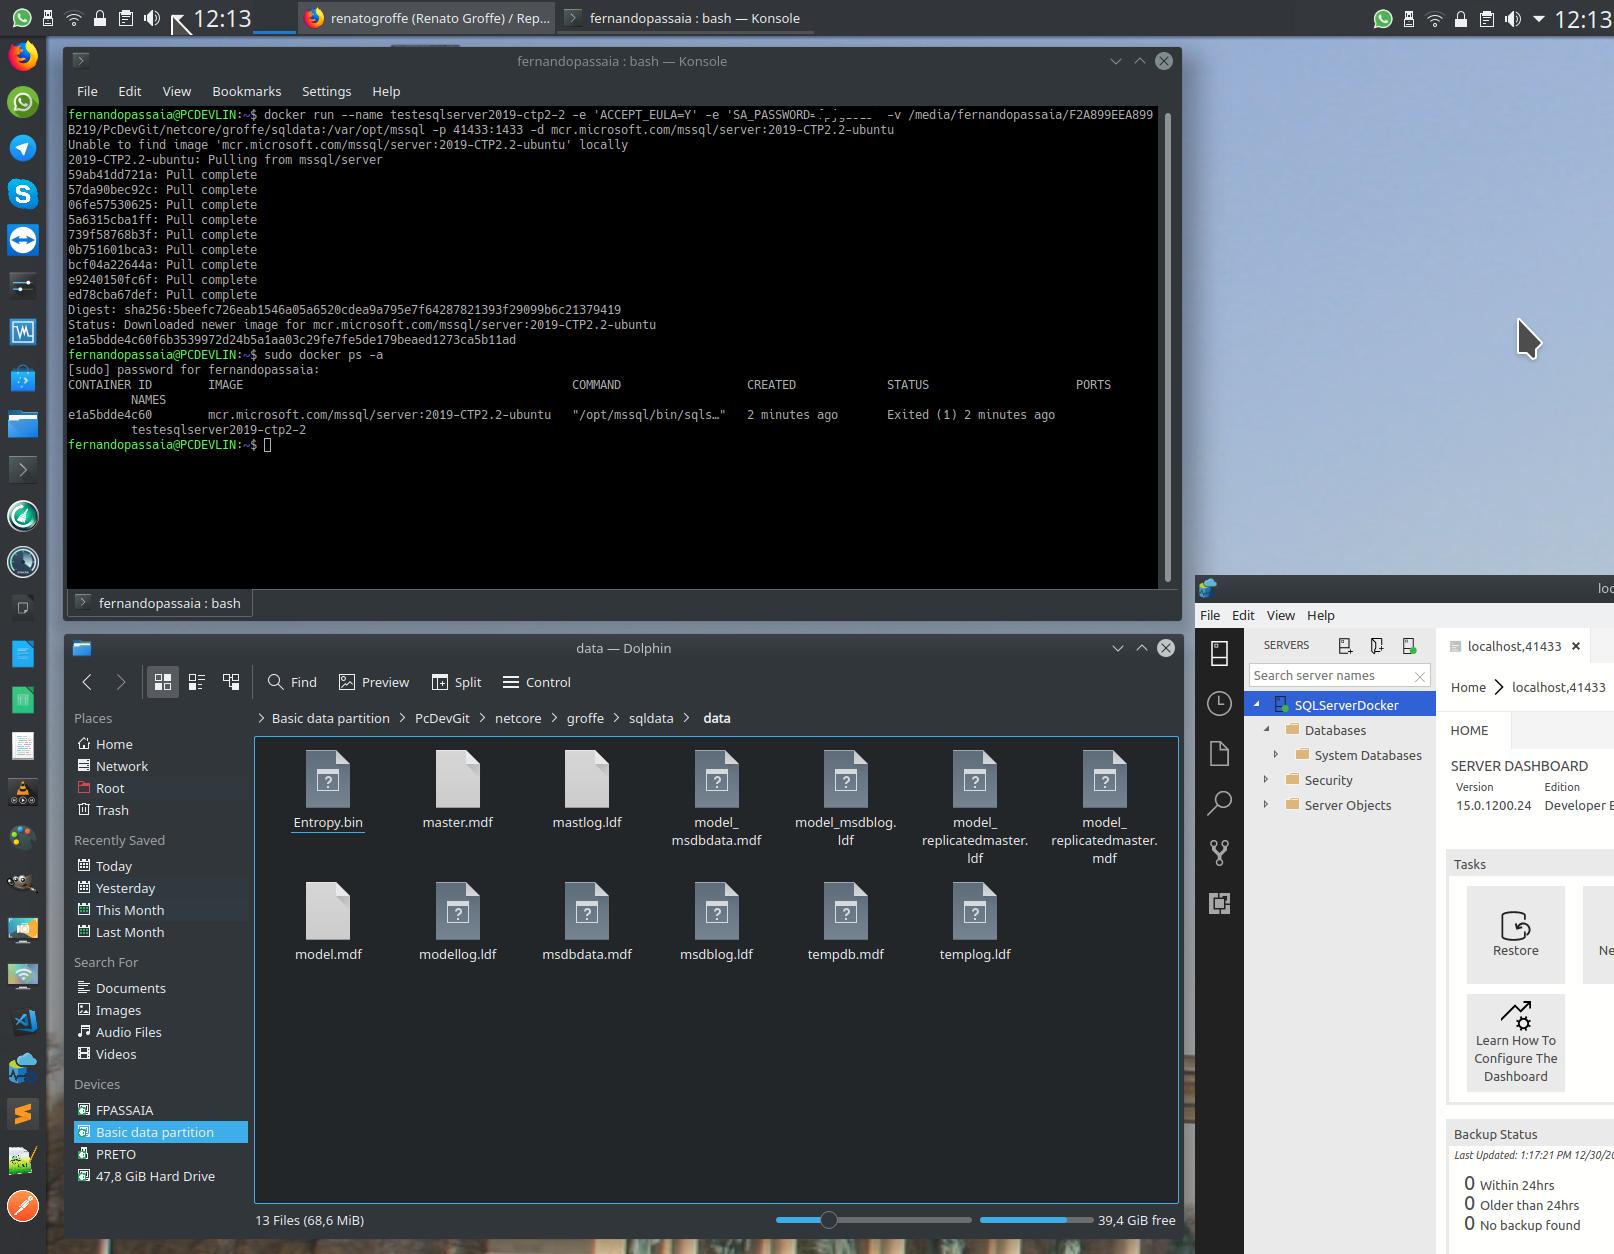 12:13
renatogroffe (Renato Groffe) / Rep...
fernandopassaia : bash — Konsole
12:13
fernandopassaia : bash — Konsole
File Edit View Bookmarks Settings Help
fernandopassaia@PCDEVLIN:~$ docker run --name testesqlserver2019-ctp2-2 -e 'ACCEPT_EULA=Y' -e 'SA_PASSWORD= -v /media/fernandopassaia/F2A899EEA899
B219/PcDevGit/netcore/groffe/sqldata:/var/opt/mssql -p 41433:1433 -d mcr.microsoft.com/mssql/server:2019-CTP2.2-ubuntu
Unable to find image 'mcr.microsoft.com/mssql/server:2019-CTP2.2-ubuntu' locally
2019-CTP2.2-ubuntu: Pulling from mssql/server
59ab41dd721a: Pull complete
57da90bec92c: Pull complete
06fe57530625: Pull complete
5a6315cba1ff: Pull complete
739f58768b3f: Pull complete
0b751601bca3: Pull complete
bcf04a22644a: Pull complete
e9240150fc6f: Pull complete
ed78cba67def: Pull complete
Digest: sha256:5beefc726eab1546a05a6520cdea9a795e7f64287821393f29099b6c21379419
Status: Downloaded newer image for mcr.microsoft.com/mssql/server:2019-CTP2.2-ubuntu
e1a5bdde4c60f6b3539972d24b5a1aa03c29fe7fe5de179beaed1273ca5b11ad
fernandopassaia@PCDEVLIN:~$ sudo docker ps -a
[sudo] password for fernandopassaia:
CONTAINER ID IMAGE COMMAND CREATED STATUS PORTS
NAMES
e1a5bdde4c60 mcr.microsoft.com/mssql/server:2019-CTP2.2-ubuntu "/opt/mssql/bin/sqls…" 2 minutes ago Exited (1) 2 minutes ago
testesqlserver2019-ctp2-2
fernandopassaia@PCDEVLIN:~$
fernandopassaia : bash
data — Dolphin
Find Preview Split Control
Places
Home
Network
Root
Trash
Recently Saved
Today
Yesterday
This Month
Last Month
Search For
Documents
Images
Audio Files
Videos
Devices
FPASSAIA
Basic data partition
PRETO
47,8 GiB Hard Drive
Basic data partition > PcDevGit > netcore > groffe > sqldata > data
Entropy.bin
master.mdf
mastlog.ldf
model_
msdbdata.mdf
model_msdblog.
ldf
model_
replicatedmaster.
ldf
model_
replicatedmaster.
mdf
model.mdf
modellog.ldf
msdbdata.mdf
msdblog.ldf
tempdb.mdf
templog.ldf
13 Files (68,6 MiB)
39,4 GiB free
loc
File Edit View Help
SERVERS
Search server names
SQLServerDocker
Databases
System Databases
Security
Server Objects
localhost,41433
Home > localhost,41433
HOME
SERVER DASHBOARD
Version Edition
15.0.1200.24 Developer E
Tasks
Restore
Ne
Learn How To
Configure The
Dashboard
Backup Status
Last Updated: 1:17:21 PM 12/30/20
0 Within 24hrs
0 Older than 24hrs
0 No backup found